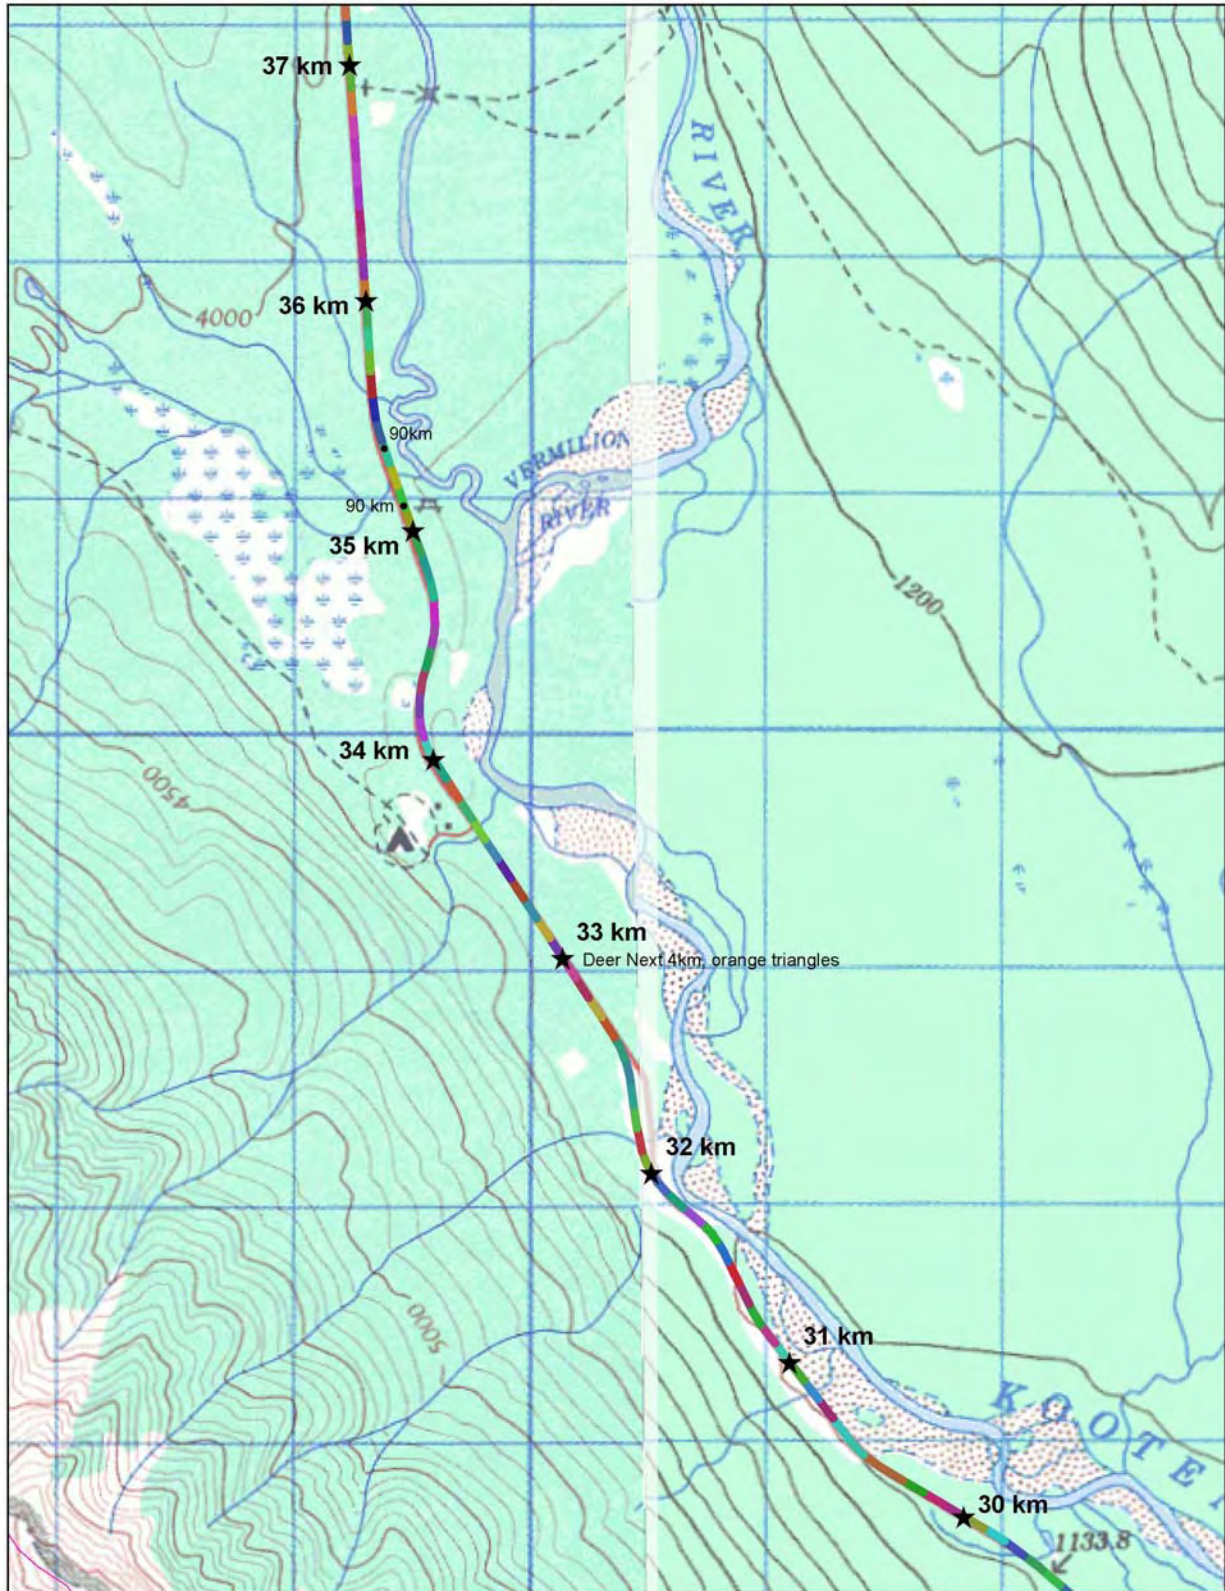 37 km
RIVER
36 km
4000
90km
VERMILION
90 km
RIVER
35 km
1200
34 km
4500
33 km
Deer Next 4km, orange triangles
32 km
5000
31 km
KOOTE
30 km
1133.8